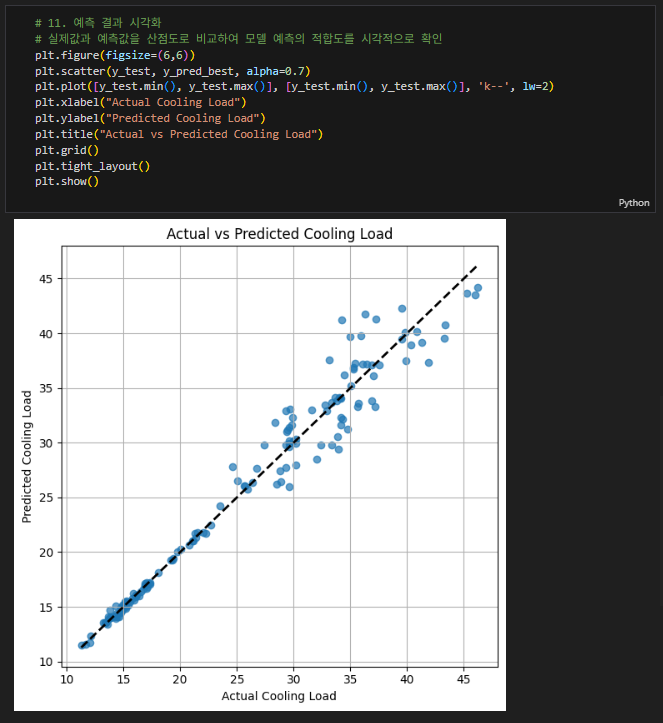 # 11. 예측 결과 시각화
# 실제값과 예측값을 산점도로 비교하여 모델 예측의 적합도를 시각적으로 확인
plt.figure(figsize=(6,6))
plt.scatter(y_test, y_pred_best, alpha=0.7)
plt.plot([y_test.min(), y_test.max()], [y_test.min(), y_test.max()], 'k--', lw=2)
plt.xlabel("Actual Cooling Load")
plt.ylabel("Predicted Cooling Load")
plt.title("Actual vs Predicted Cooling Load")
plt.grid()
plt.tight_layout()
plt.show()
Python
Actual vs Predicted Cooling Load
Predicted Cooling Load
45
40
35
30
25
20
15
10
10 15 20 25 30 35 40 45
Actual Cooling Load